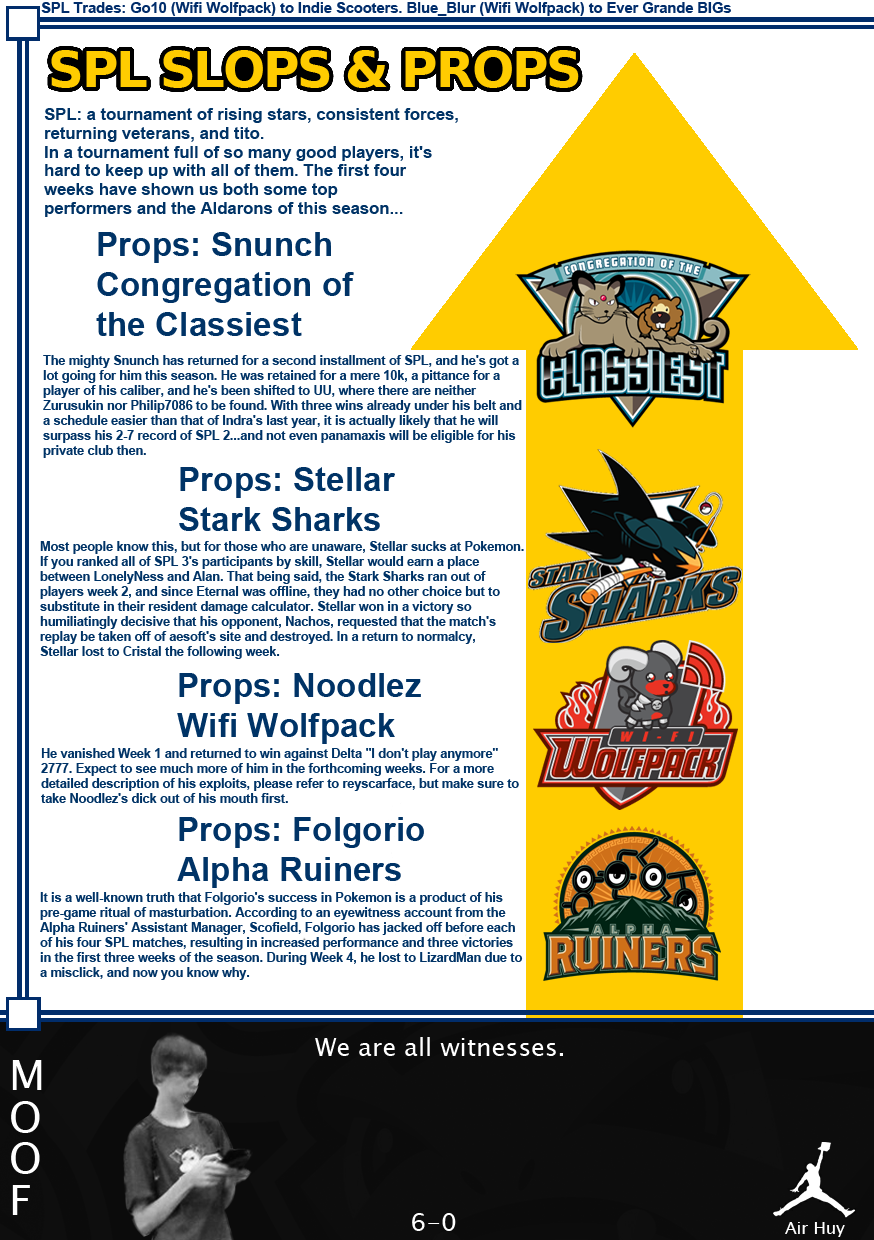 SPL Trades: Go10 (Wifi Wolfpack) to Indie Scooters. Blue_Blur (Wifi Wolfpack) to Ever Grande BIGs
SPL SLOPS & PROPS
SPL: a tournament of rising stars, consistent forces,
returning veterans, and tito.
In a tournament full of so many good players, it's
hard to keep up with all of them. The first four
weeks have shown us both some top
performers and the Aldarons of this season...
Props: Snunch
Congregation of
the Classiest
The mighty Snunch has returned for a second installment of SPL, and he's got a
lot going for him this season. He was retained for a mere 10k, a pittance for a
player of his caliber, and he's been shifted to UU, where there are neither
Zurusukin nor Philip7086 to be found. With three wins already under his belt and
a schedule easier than that of Indra's last year, it is actually likely that he will
surpass his 2-7 record of SPL 2...and not even panamaxis will be eligible for his
private club then.
CONGREGATION OF THE
CLASSIEST
Props: Stellar
Stark Sharks
Most people know this, but for those who are unaware, Stellar sucks at Pokemon.
If you ranked all of SPL 3's participants by skill, Stellar would earn a place
between LonelyNess and Alan. That being said, the Stark Sharks ran out of
players week 2, and since Eternal was offline, they had no other choice but to
substitute in their resident damage calculator. Stellar won in a victory so
humiliatingly decisive that his opponent, Nachos, requested that the match's
replay be taken off of aesoft's site and destroyed. In a return to normalcy,
Stellar lost to Cristal the following week.
STARK
SHARKS
Props: Noodlez
Wifi Wolfpack
He vanished Week 1 and returned to win against Delta "I don't play anymore"
2777. Expect to see much more of him in the forthcoming weeks. For a more
detailed description of his exploits, please refer to reyscarface, but make sure to
take Noodlez's dick out of his mouth first.
WI-FI
WOLFPACK
Props: Folgorio
Alpha Ruiners
It is a well-known truth that Folgorio's success in Pokemon is a product of his
pre-game ritual of masturbation. According to an eyewitness account from the
Alpha Ruiners' Assistant Manager, Scofield, Folgorio has jacked off before each
of his four SPL matches, resulting in increased performance and three victories
in the first three weeks of the season. During Week 4, he lost to LizardMan due to
a misclick, and now you know why.
ALPHA
RUINERS
We are all witnesses.
MOOF
6-0
Air Huy